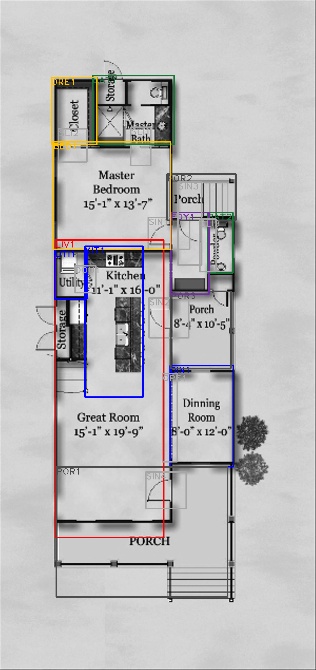 Storage
Closet
Master
Bath
Master
Bedroom
15'-1" x 13'-7"
Porch
LIV1
Kitchen
11'-1" x 16'-0"
Utility
Storage
Porch
8'-4" x 10'-5"
Great Room
15'-1" x 19'-9"
Dinning
Room
8'-0" x 12'-0"
POR1
PORCH